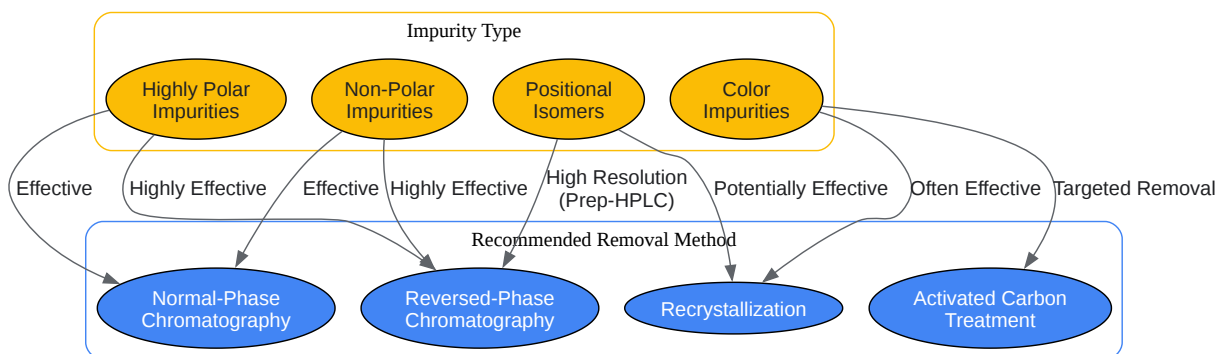 Impurity Type
Highly Polar
Impurities
Non-Polar
Impurities
Positional
Isomers
Color
Impurities
Effective
Highly Effective
Effective
Highly Effective
High Resolution
(Prep-HPLC)
Potentially Effective
Often Effective
Targeted Removal
Recommended Removal Method
Normal-Phase
Chromatography
Reversed-Phase
Chromatography
Recrystallization
Activated Carbon
Treatment